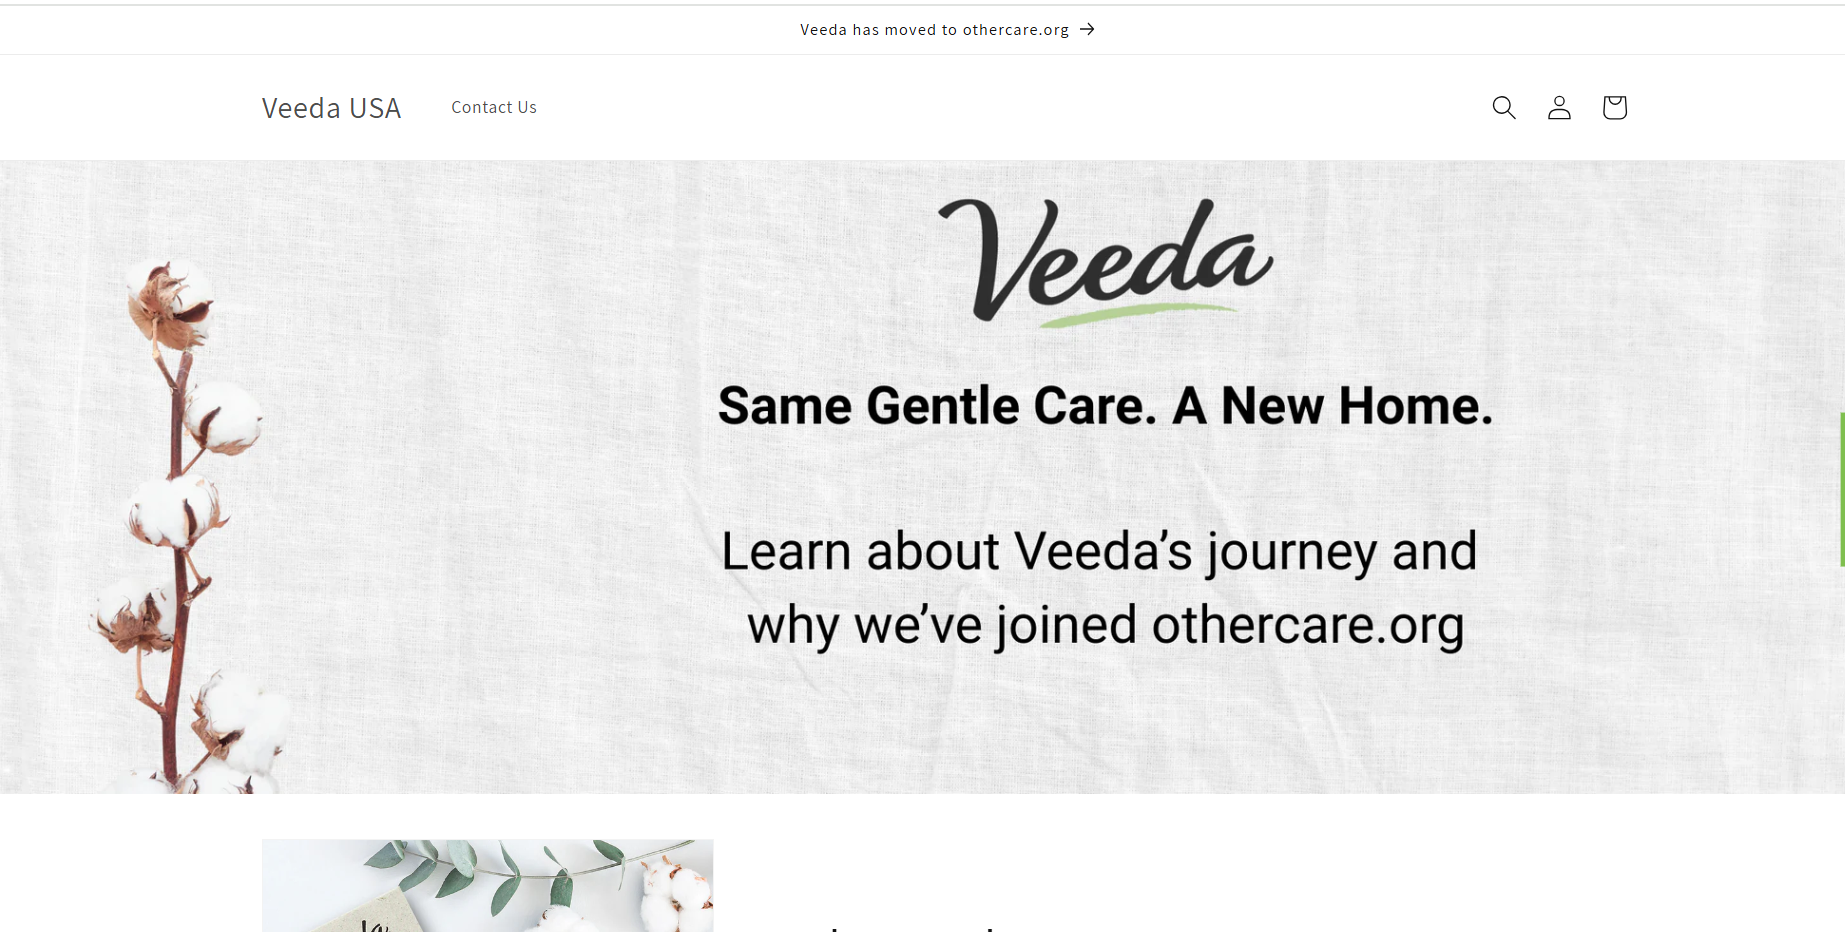 Veeda has moved to othercare.org
Veeda USA
Contact Us
Veeda
Same Gentle Care. A New Home.
Learn about Veeda’s journey and
why we’ve joined othercare.org